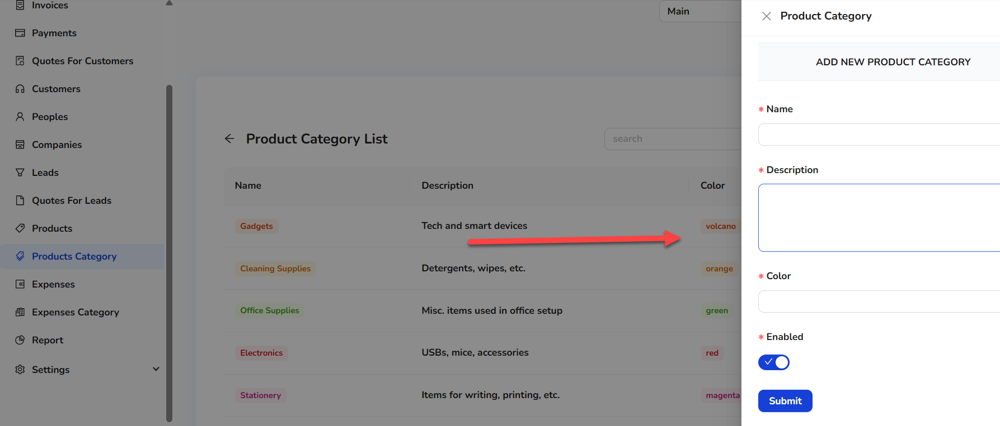 Invoices
Payments
Quotes For Customers
Customers
Peoples
Companies
Leads
Quotes For Leads
Products
Products Category
Expenses
Expenses Category
Report
Settings
Main
Product Category List
search
Name Description Color
Gadgets Tech and smart devices volcano
Cleaning Supplies Detergents, wipes, etc. orange
Office Supplies Misc. items used in office setup green
Electronics USBs, mice, accessories red
Stationery Items for writing, printing, etc. magenta
Product Category
ADD NEW PRODUCT CATEGORY
* Name
* Description
* Color
* Enabled
Submit